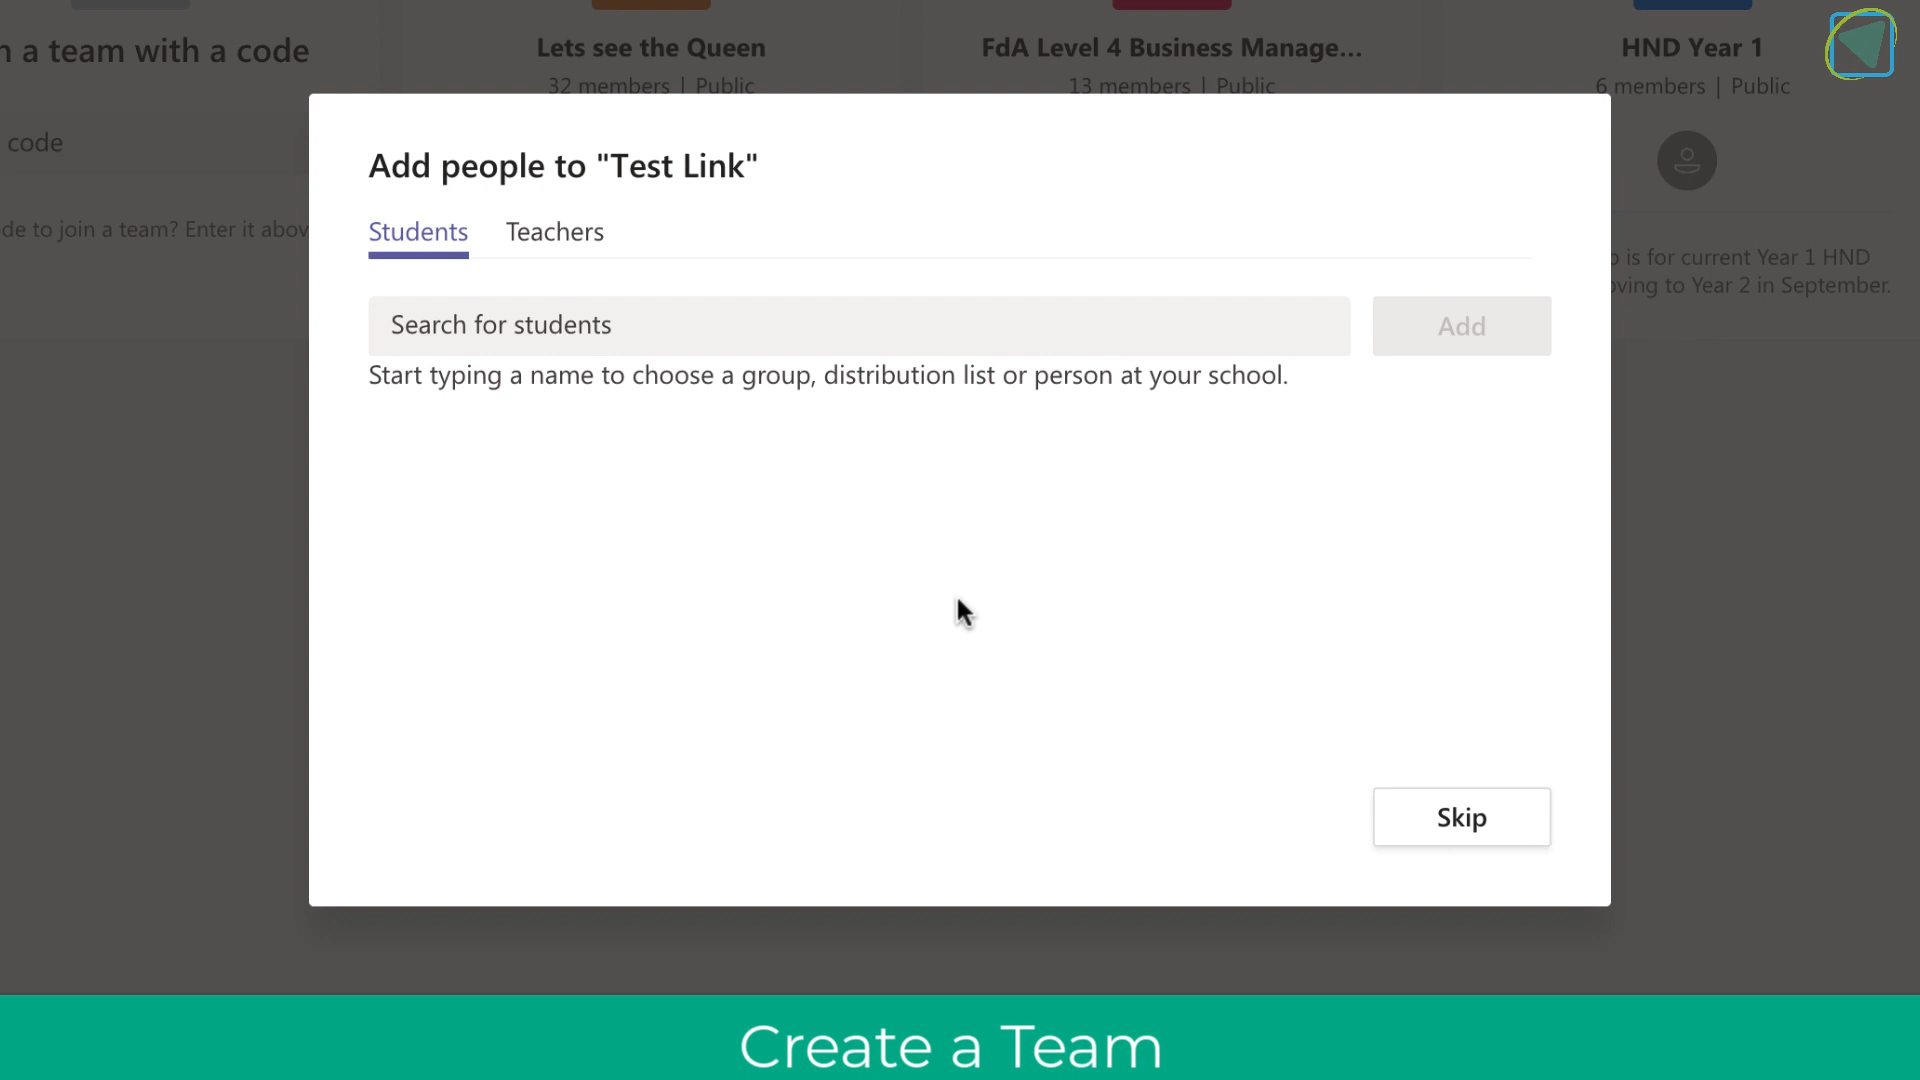 a team with a code
Lets see the Queen
FdA Level 4 Business Manage...
HND Year 1
32 members | Public
13 members | Public
6 members | Public
code
Add people to "Test Link"
Students
Teachers
de to join a team? Enter it abov
is for current Year 1 HND
oving to Year 2 in September.
Search for students
Add
Start typing a name to choose a group, distribution list or person at your school.
Skip
Create a Team